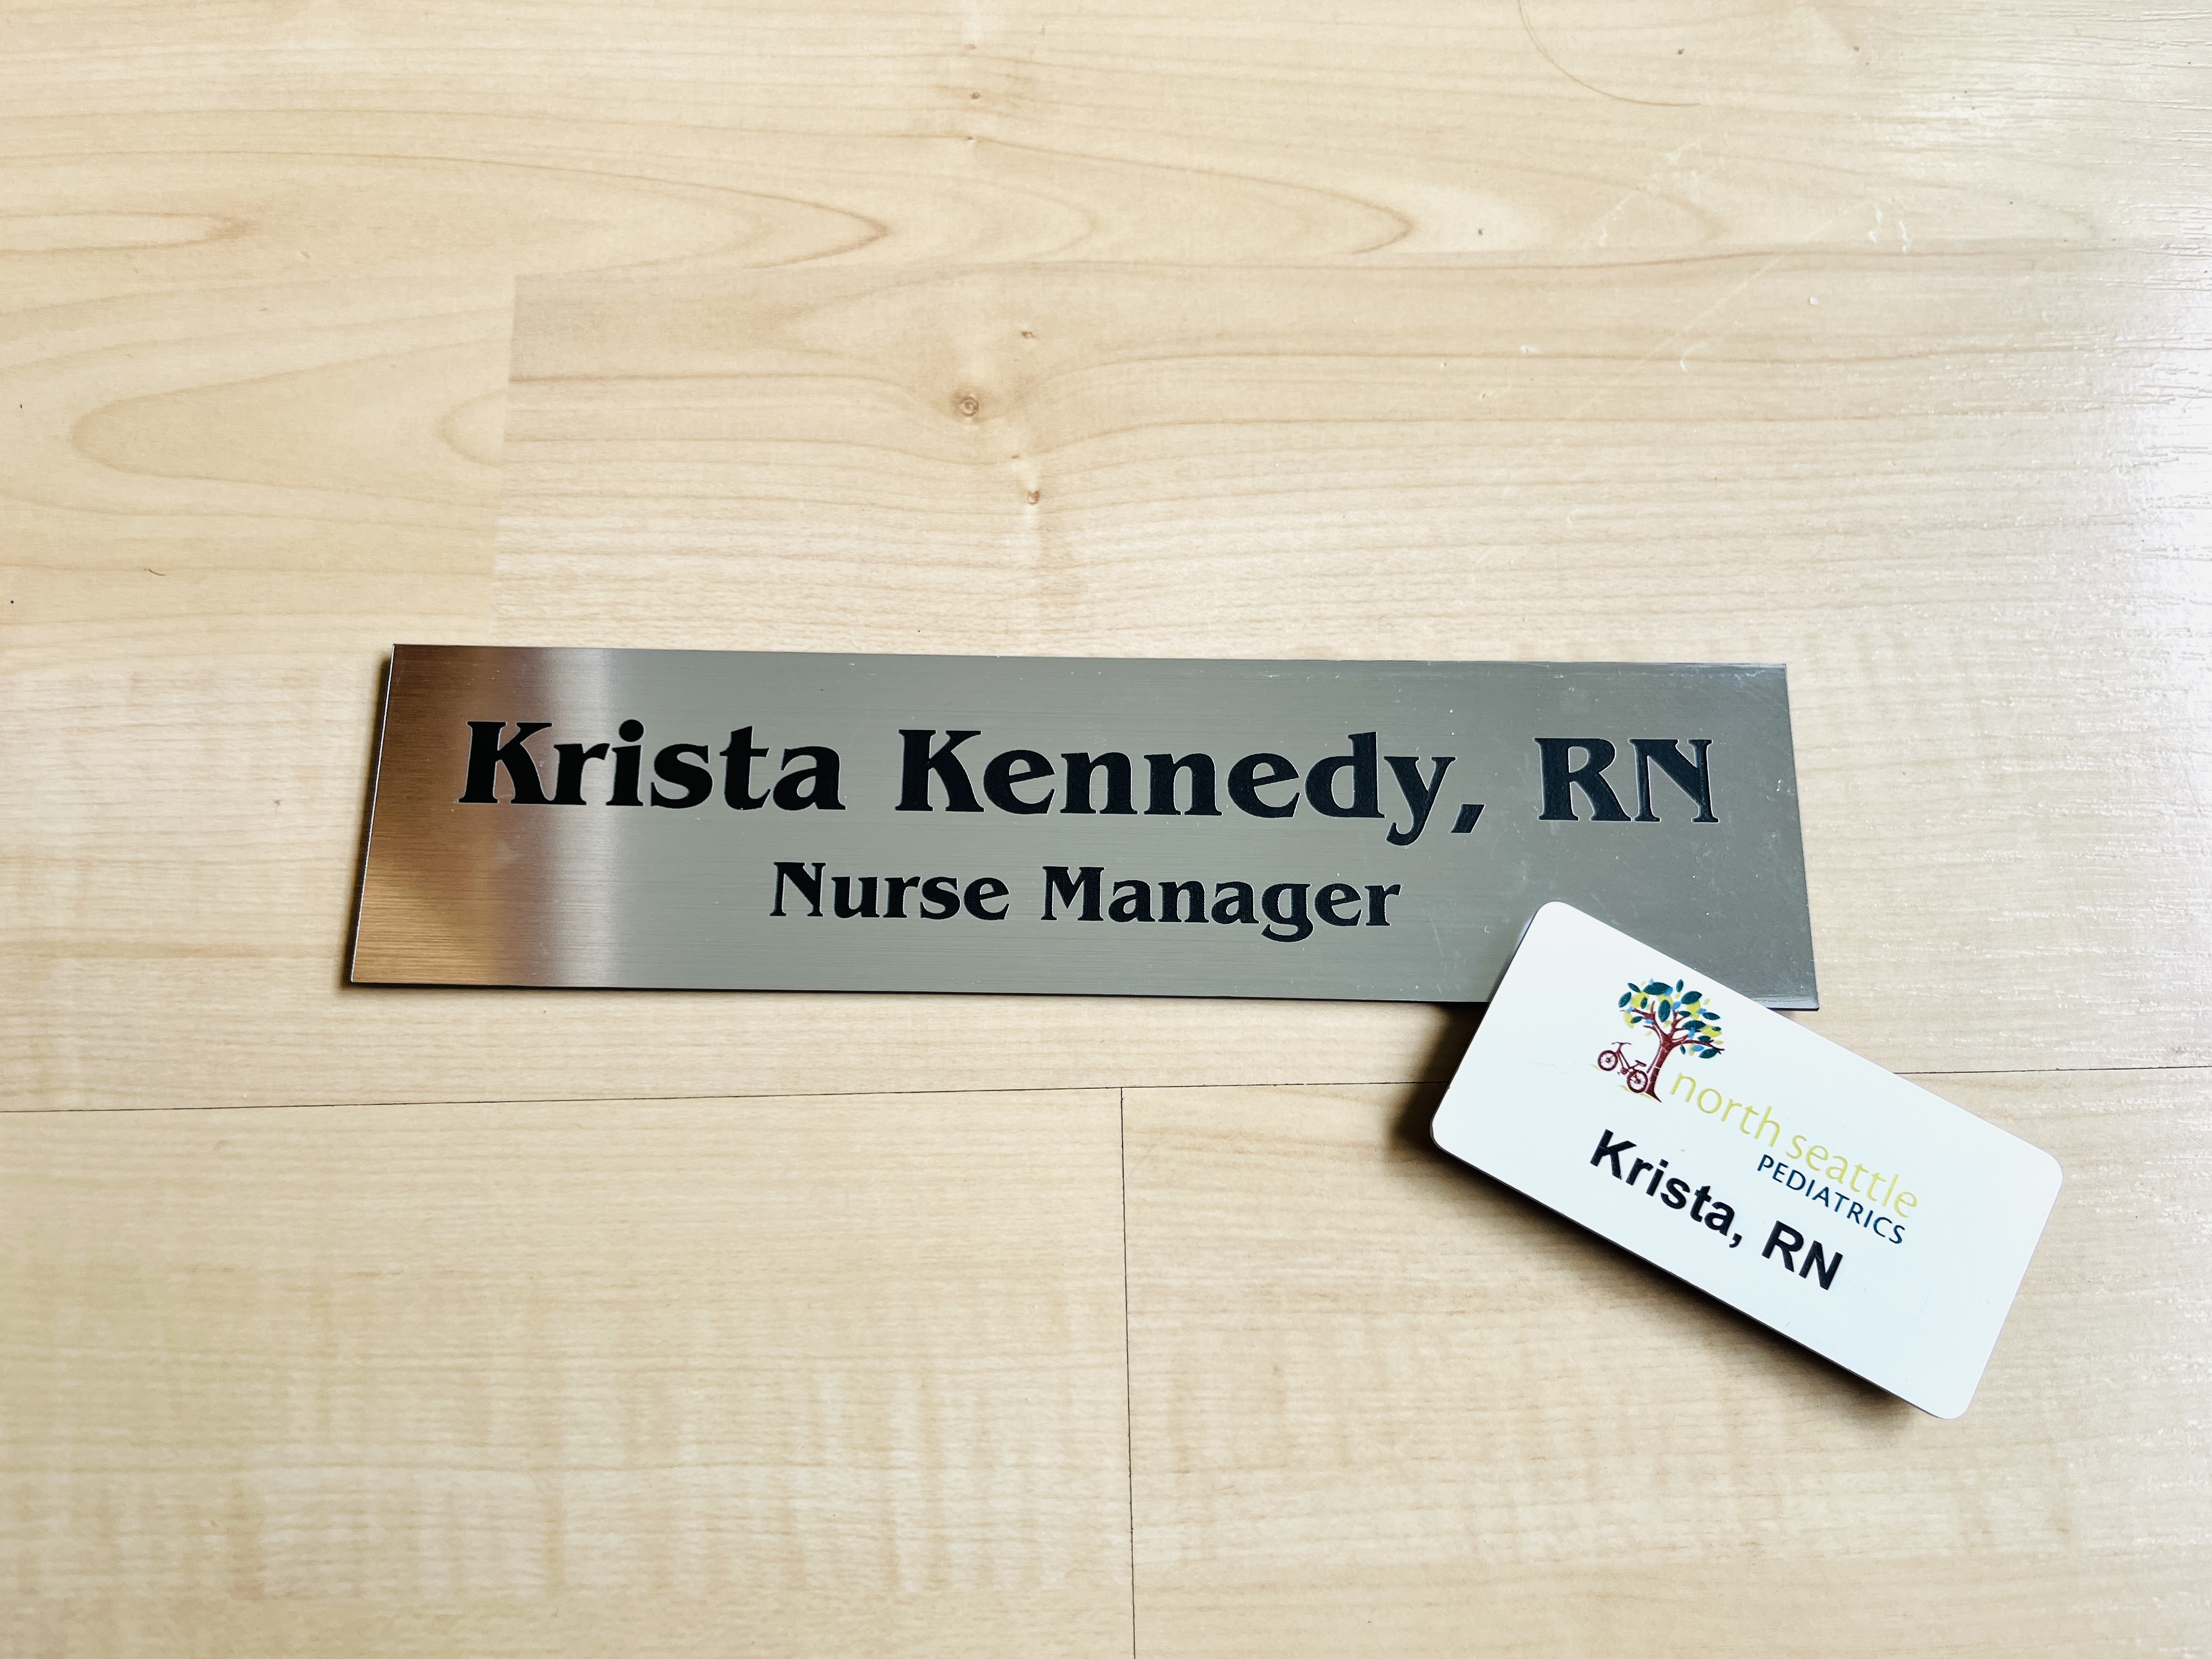 Krista Kennedy, RN
Nurse Manager
north seattle
PEDIATRICS
Krista, RN